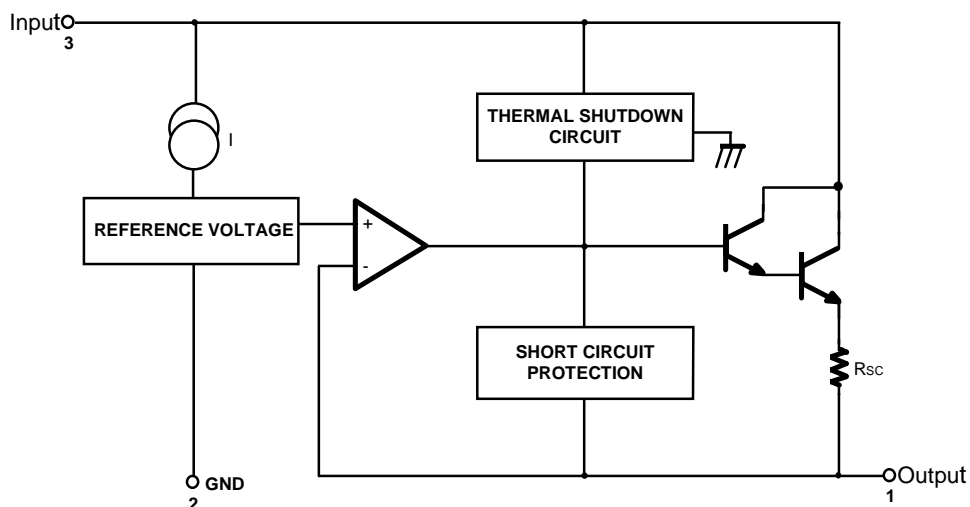 Input
3
THERMAL SHUTDOWN
CIRCUIT
I
REFERENCE VOLTAGE
+
-
SHORT CIRCUIT
PROTECTION
RSC
GND
2
Output
1